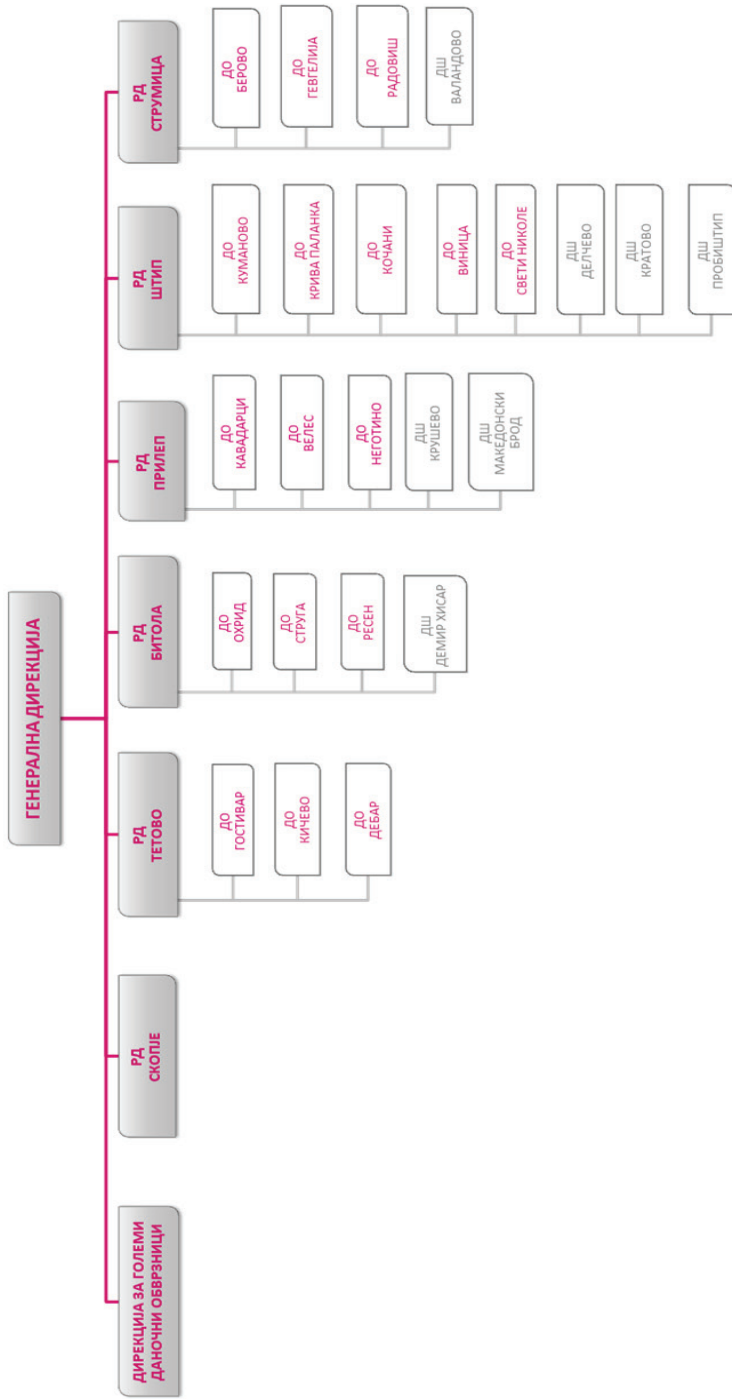 ГЕНЕРАЛНА ДИРЕКЦИЈА
ДИРЕКЦИЈА ЗА ГОЛЕМИ
ДАНОЧНИ ОБВРЗНИЦИ
РД
СКОПЈЕ
РД
ТЕТОВО
ДО
ГОСТИВАР
ДО
КИЧЕВО
ДО
ДЕБАР
РД
БИТОЛА
ДО
ОХРИД
ДО
СТРУГА
ДО
РЕСЕН
ДШ
ДЕМИР ХИСАР
РД
ПРИЛЕП
ДО
КАВАДАРЦИ
ДО
ВЕЛЕС
ДО
НЕГОТИНО
ДШ
КРУШЕВО
ДШ
МАКЕДОНСКИ
БРОД
РД
ШТИП
ДО
КУМАНОВО
ДО
КРИВА ПАЛАНКА
ДО
КОЧАНИ
ДО
ВИНИЦА
ДО
СВЕТИ НИКОЛЕ
ДШ
ДЕЛЧЕВО
ДШ
КРАТОВО
ДШ
ПРОБИШТИП
РД
СТРУМИЦА
ДО
БЕРОВО
ДО
ГЕВГЕЛИЈА
ДО
РАДОВИШ
ДШ
ВАЛАНДОВО